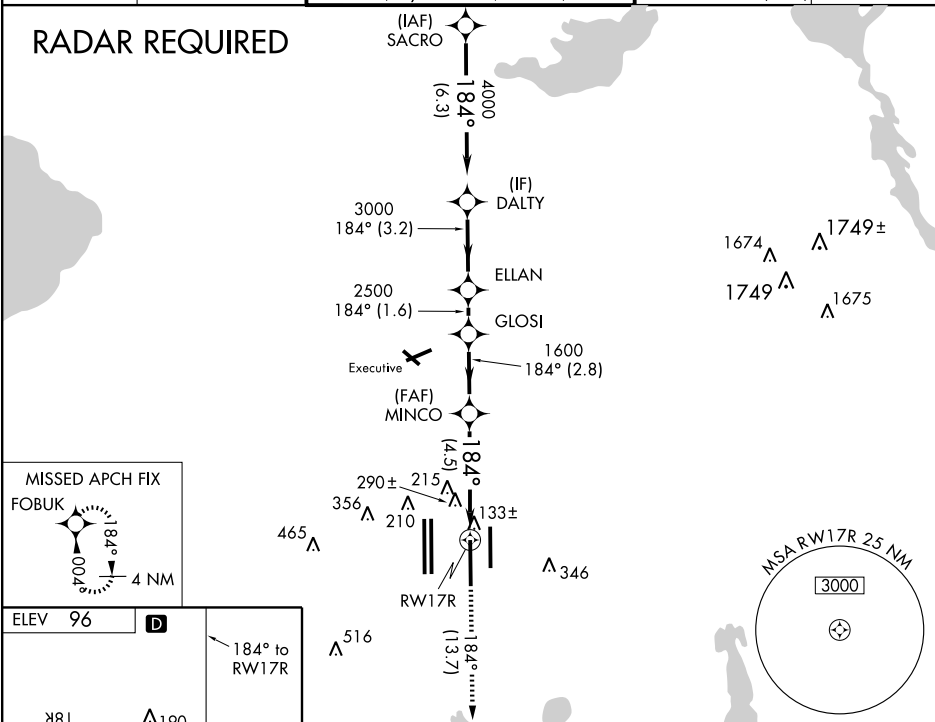 RADAR REQUIRED
(IAF)
SACRO
4000
184°
(6.3)
(IF)
DALTY
3000
184° (3.2)
ELLAN
2500
184° (1.6)
GLOSI
1600
184° (2.8)
Executive
(FAF)
MINCO
184°
(4.5)
1674
1749±
1749
1675
MISSED APCH FIX
FOBUK
184°
004°
4 NM
290±
215
356
210
133±
465
346
RW17R
516
184°
(13.7)
MSA RW17R 25 NM
3000
ELEV 96
D
184° to
RW17R
18R
190